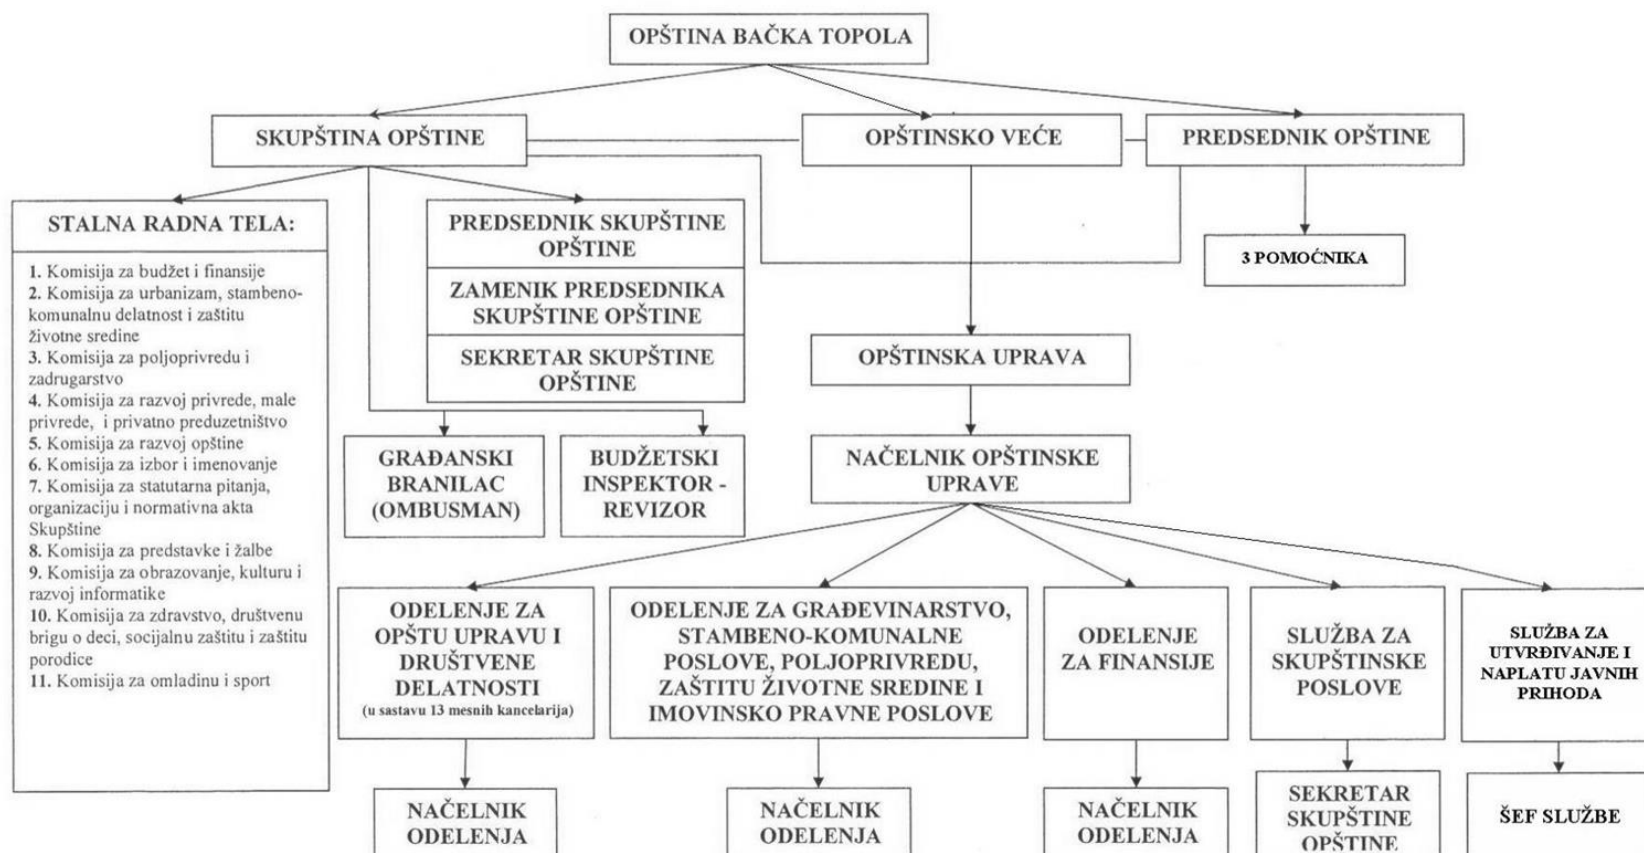 OPŠTINA BAČKA TOPOLA
SKUPŠTINA OPŠTINE
OPŠTINSKO VEĆE
PREDSEDNIK OPŠTINE
STALNA RADNA TELA:
1. Komisija za budžet i finansije
2. Komisija za urbanizam, stambeno-
komunalnu delatnost i zaštitu
životne sredine
3. Komisija za poljoprivredu i
zadrugarstvo
4. Komisija za razvoj privrede, male
privrede, i privatno preduzetništvo
5. Komisija za razvoj opštine
6. Komisija za izbor i imenovanje
7. Komisija za statutarna pitanja,
organizaciju i normativna akta
Skupštine
8. Komisija za predstavke i žalbe
9. Komisija za obrazovanje, kulturu i
razvoj informatike
10. Komisija za zdravstvo, društvenu
brigu o deci, socijalnu zaštitu i zaštitu
porodice
11. Komisija za omladinu i sport
PREDSEDNIK SKUPŠTINE
OPŠTINE
ZAMENIK PREDSEDNIKA
SKUPŠTINE OPŠTINE
SEKRETAR SKUPŠTINE
OPŠTINE
3 POMOĆNIKA
OPŠTINSKA UPRAVA
GRAĐANSKI
BRANILAC
(OMBUSMAN)
BUDŽETSKI
INSPEKTOR -
REVIZOR
NAČELNIK OPŠTINSKE
UPRAVE
ODELENJE ZA
OPŠTU UPRAVU I
DRUŠTVENE
DELATNOSTI
(u sastavu 13 mesnih kancelarija)
ODELENJE ZA GRAĐEVINARSTVO,
STAMBENO-KOMUNALNE
POSLOVE, POLJOPRIVREDU,
ZAŠTITU ŽIVOTNE SREDINE I
IMOVINSKO PRAVNE POSLOVE
ODELENJE
ZA FINANSIJE
SLUŽBA ZA
SKUPŠTINSKE
POSLOVE
SLUŽBA ZA
UTVRĐIVANJE I
NAPLATU JAVNIH
PRIHODA
NAČELNIK
ODELENJA
NAČELNIK
ODELENJA
NAČELNIK
ODELENJA
SEKRETAR
SKUPŠTINE
OPŠTINE
ŠEF SLUŽBE